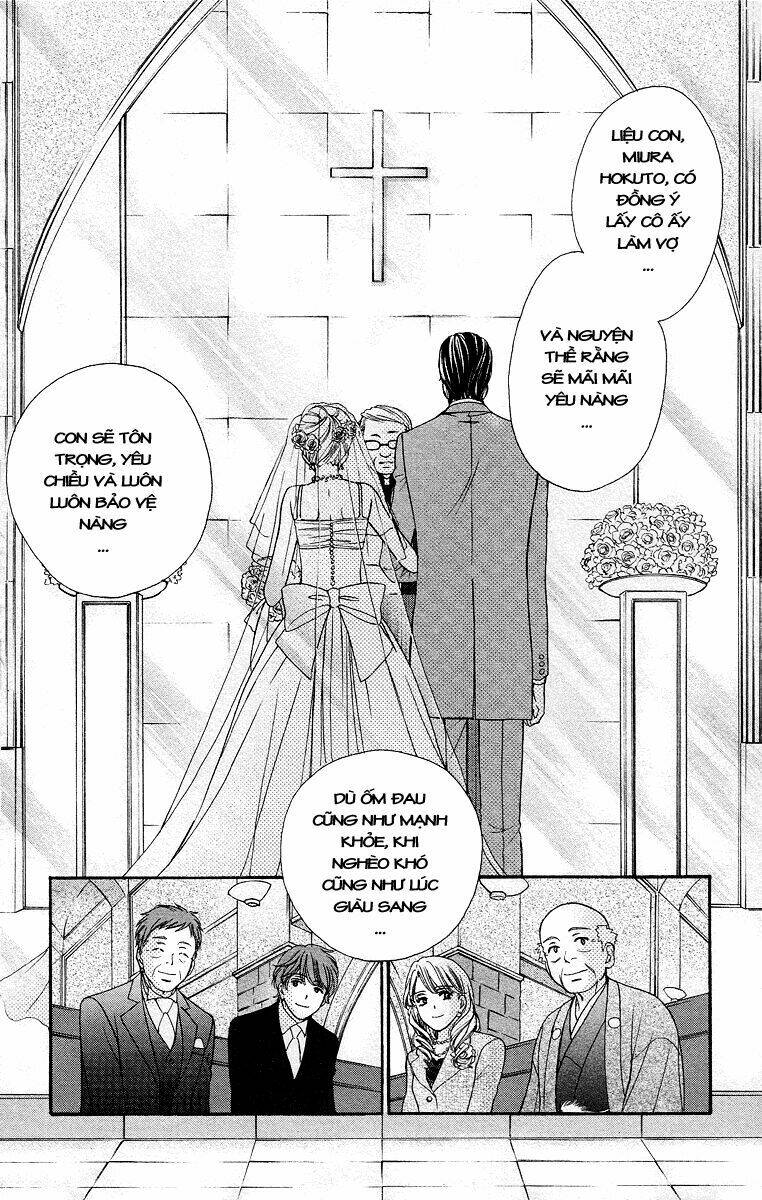 LIỆU CON,
MIURA
HOKUTO, CÓ
ĐỒNG Ý
LẤY CÔ ẤY
LÀM VỢ
...
VÀ NGUYỆN
THỀ RẰNG
SẼ MÃI MÃI
YÊU NÀNG
...
CON SẼ TÔN
TRỌNG, YÊU
CHIỀU VÀ LUÔN
LUÔN BẢO VỆ
NÀNG
...
DÙ ỐM ĐAU
CŨNG NHƯ MẠNH
KHỎE, KHI
NGHÈO KHÓ
CŨNG NHƯ LÚC
GIÀU SANG
...